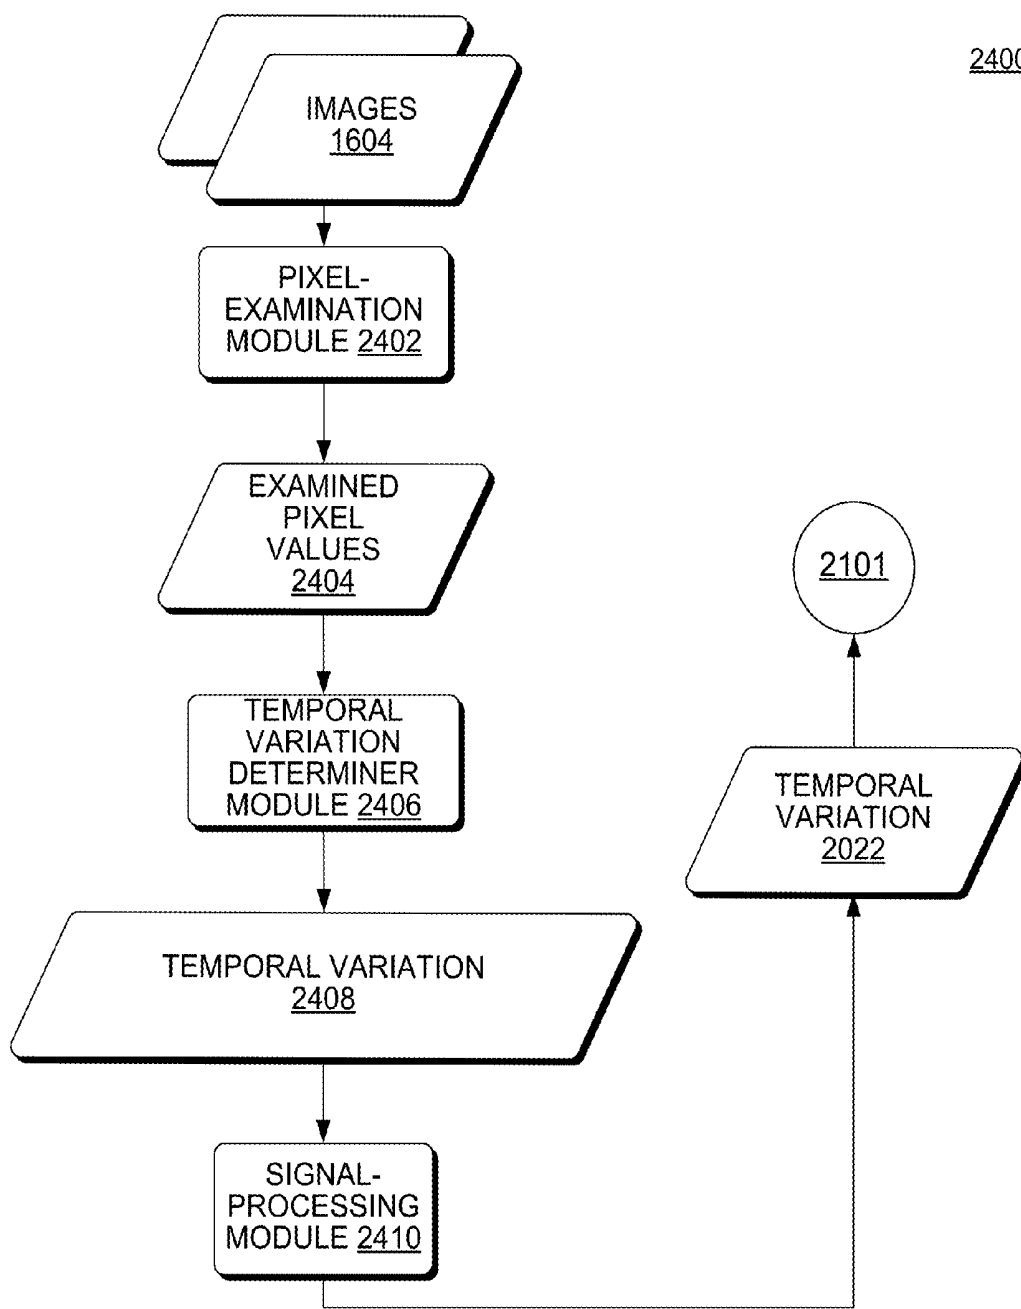 2400
IMAGES
1604
PIXEL-
EXAMINATION
MODULE 2402
EXAMINED
PIXEL
VALUES
2404
TEMPORAL
VARIATION
DETERMINER
MODULE 2406
TEMPORAL VARIATION
2408
SIGNAL-
PROCESSING
MODULE 2410
TEMPORAL
VARIATION
2022
2101